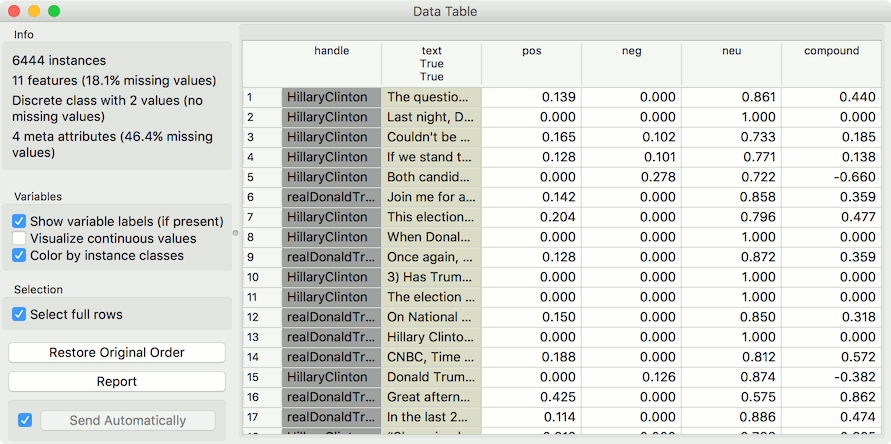 Data Table
Info
6444 instances
11 features (18.1% missing values)
Discrete class with 2 values (no
missing values)
4 meta attributes (46.4% missing
values)
Variables
Show variable labels (if present)
Visualize continuous values
Color by instance classes
Selection
Select full rows
Restore Original Order
Report
Send Automatically
handle text pos neg neu compound
True
True
1 HillaryClinton The questio... 0.139 0.000 0.861 0.440
2 HillaryClinton Last night, D... 0.000 0.000 1.000 0.000
3 HillaryClinton Couldn't be ... 0.165 0.102 0.733 0.185
4 HillaryClinton If we stand t... 0.128 0.101 0.771 0.138
5 HillaryClinton Both candid... 0.000 0.278 0.722 -0.660
6 realDonaldTr... Join me for a... 0.142 0.000 0.858 0.359
7 HillaryClinton This election... 0.204 0.000 0.796 0.477
8 HillaryClinton When Donal... 0.000 0.000 1.000 0.000
9 realDonaldTr... Once again, ... 0.128 0.000 0.872 0.359
10 HillaryClinton 3) Has Trum... 0.000 0.000 1.000 0.000
11 HillaryClinton The election ... 0.000 0.000 1.000 0.000
12 realDonaldTr... On National ... 0.150 0.000 0.850 0.318
13 realDonaldTr... Hillary Clinto... 0.000 0.000 1.000 0.000
14 realDonaldTr... CNBC, Time ... 0.188 0.000 0.812 0.572
15 HillaryClinton Donald Trum... 0.000 0.126 0.874 -0.382
16 realDonaldTr... Great aftern... 0.425 0.000 0.575 0.862
17 realDonaldTr... In the last 2... 0.114 0.000 0.886 0.474